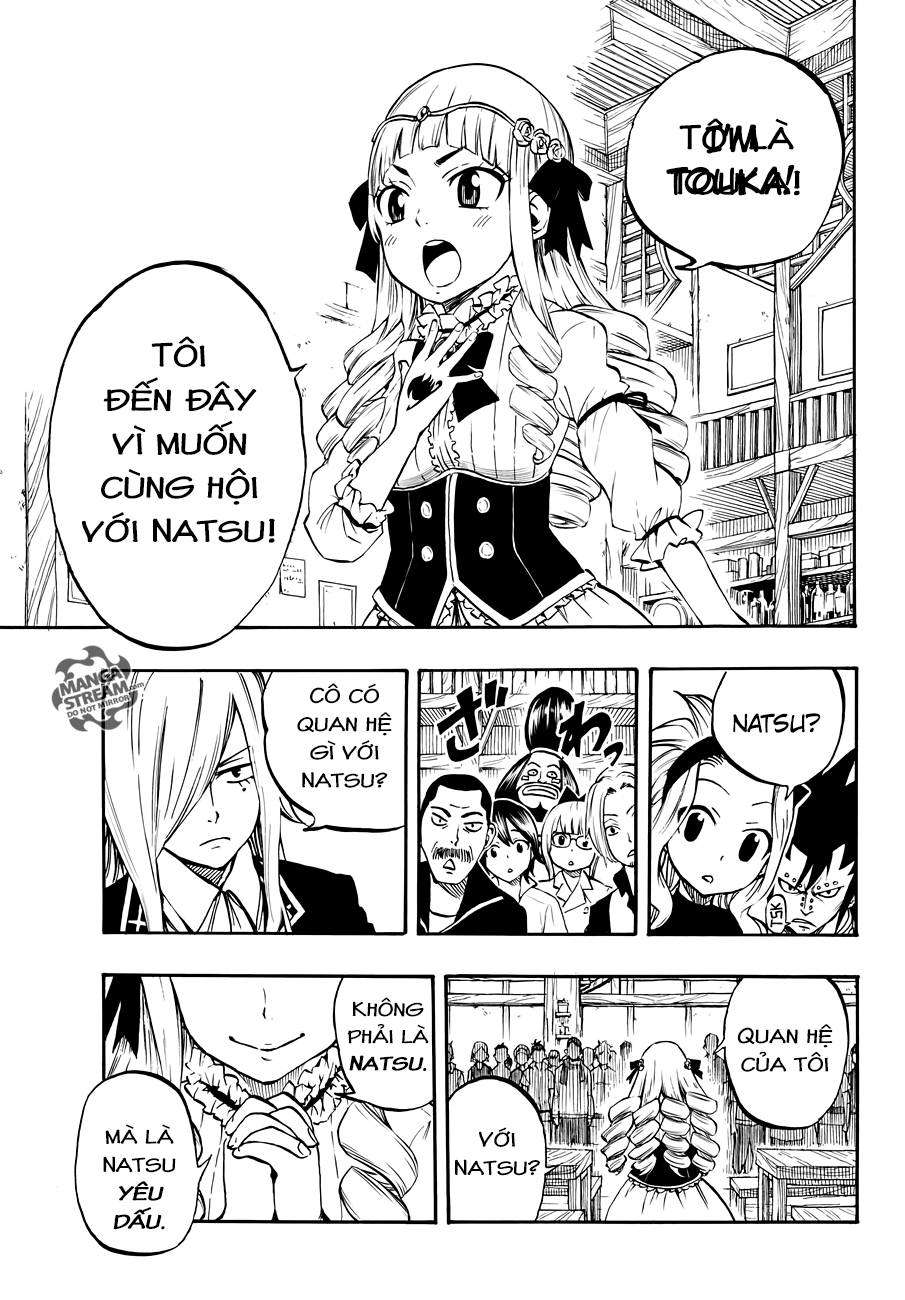 TÔI LÀ
TOUKA!
TÔI
ĐẾN ĐÂY
VÌ MUỐN
CÙNG HỘI
VỚI NATSU!
MANGA
STREAM.com
DO NOT MIRROR
NATSU?
TSK
ざわっ
CÔ CÓ
QUAN HỆ
GÌ VỚI
NATSU?
QUAN HỆ
CỦA TÔI
VỚI
NATSU?
KHÔNG
PHẢI LÀ
NATSU.
MÀ LÀ
NATSU
YÊU
DẤU.